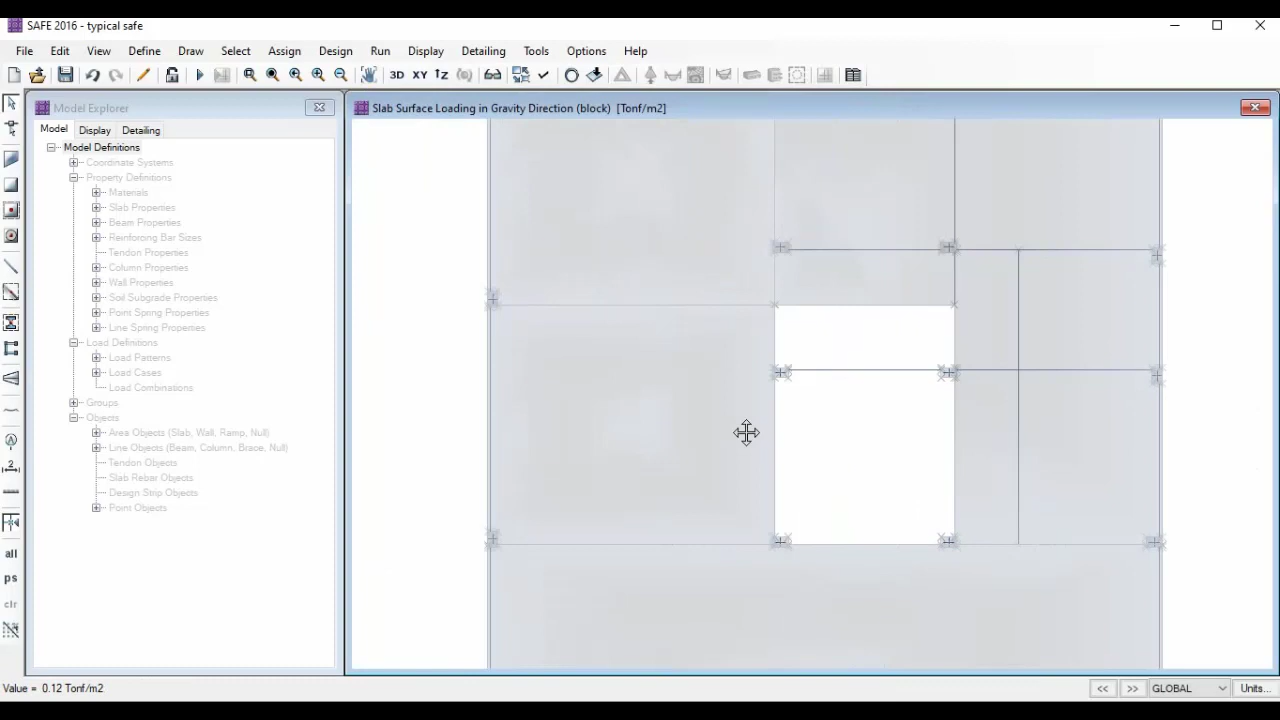 SAFE 2016 - typical safe
File Edit View Define Draw Select Assign Design Run Display Detailing Tools Options Help
3D XY
Model Explorer
Slab Surface Loading in Gravity Direction (block) [Tonf/m2]
Model Display Detailing
Model Definitions
Coordinate Systems
Property Definitions
Materials
Slab Properties
Beam Properties
Reinforcing Bar Sizes
Tendon Properties
Column Properties
Wall Properties
Soil Subgrade Properties
Point Spring Properties
Line Spring Properties
Load Definitions
Load Patterns
Load Cases
Load Combinations
Groups
Objects
Area Objects (Slab, Wall, Ramp, Null)
Line Objects (Beam, Column, Brace, Null)
Tendon Objects
Slab Rebar Objects
Design Strip Objects
Point Objects
all
ps
clr
Value = 0.12 Tonf/m2
<< >> GLOBAL Units...